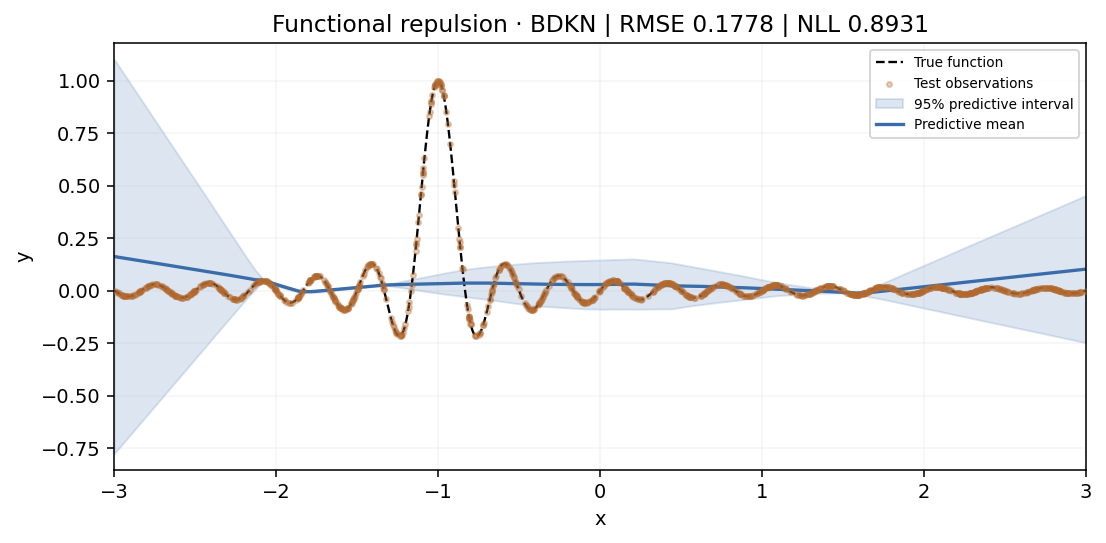 Functional repulsion · BDKN | RMSE 0.1778 | NLL 0.8931
True function
Test observations
95% predictive interval
Predictive mean
y
1.00
0.75
0.50
0.25
0.00
−0.25
−0.50
−0.75
−3
−2
−1
0
1
2
3
x